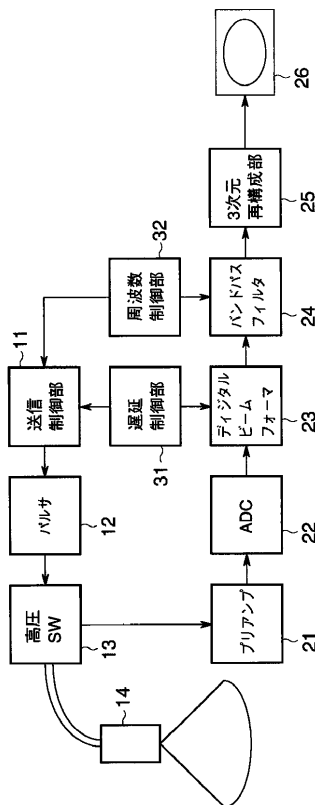 11
送信
制御部
12
パルサ
13
高圧
SW
14
32
周波数
制御部
31
遅延
制御部
21
プリアンプ
22
ADC
23
ディジタル
ビーム
フォーマ
24
バンドパス
フィルタ
25
3次元
再構成部
26